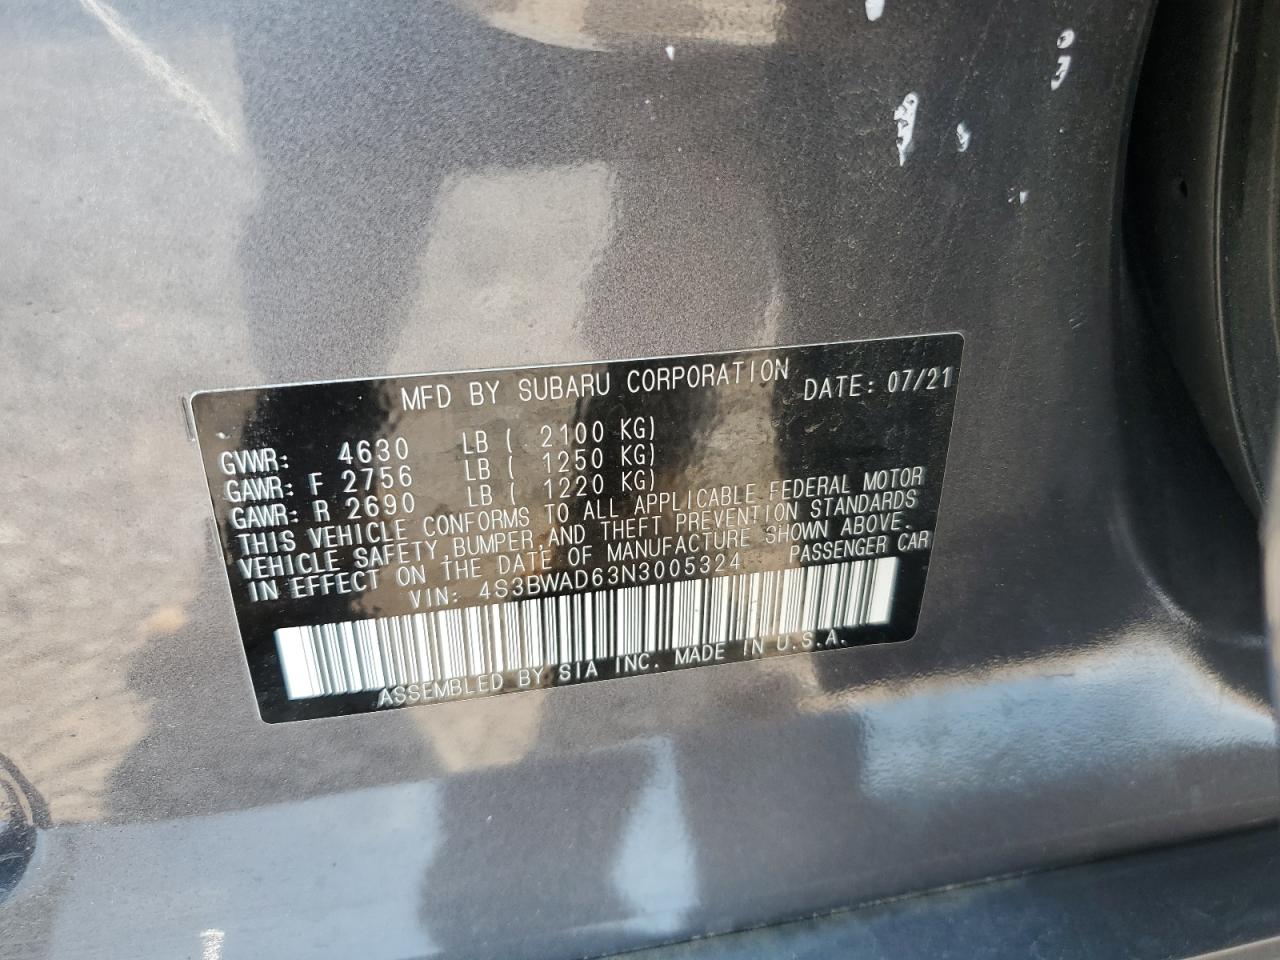 MFD BY SUBARU CORPORATION DATE: 07/21
GVWR: 4630 LB ( 2100 KG)
GAWR: F 2756 LB ( 1250 KG)
GAWR: R 2690 LB ( 1220 KG)
THIS VEHICLE CONFORMS TO ALL APPLICABLE FEDERAL MOTOR
VEHICLE SAFETY, BUMPER, AND THEFT PREVENTION STANDARDS
IN EFFECT ON THE DATE OF MANUFACTURE SHOWN ABOVE.
VIN: 4S3BWAD63N3005324 PASSENGER CAR
ASSEMBLED BY SIA INC. MADE IN U.S.A.